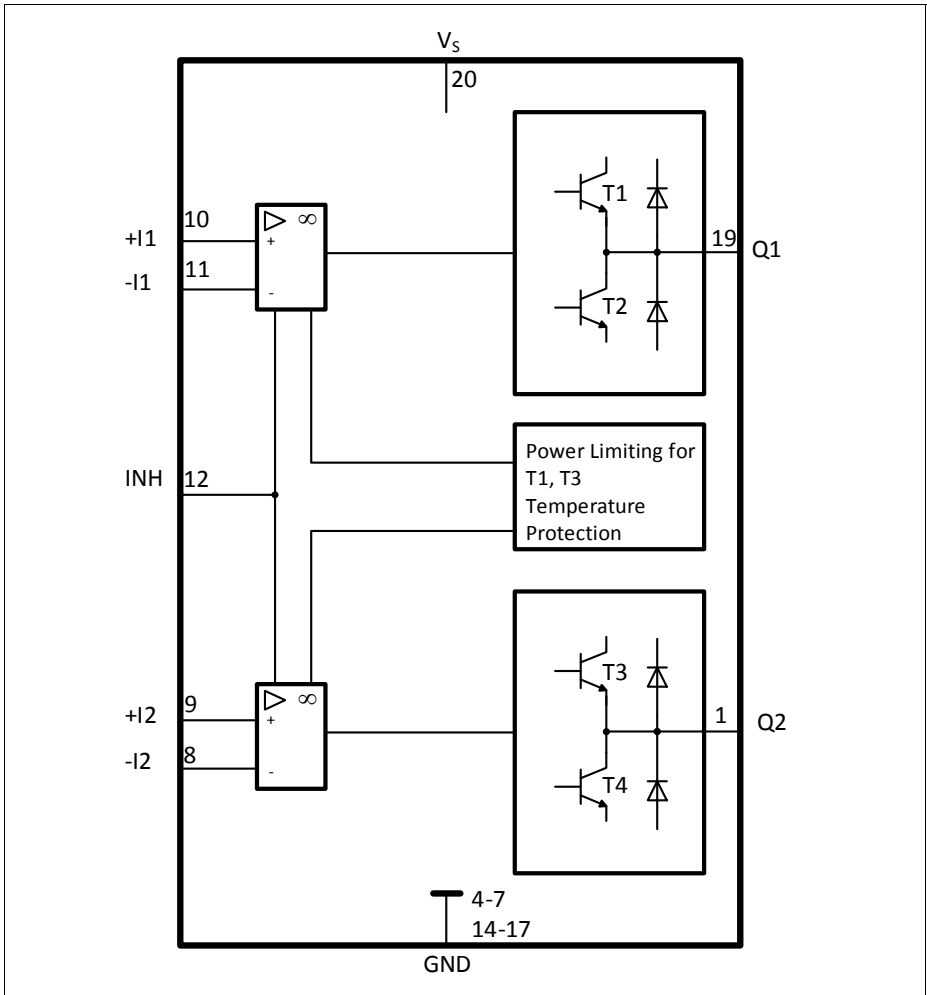 VS
20
10
+I1
11
-I1
▷ ∞
+
-
T1
T2
19
Q1
INH
12
Power Limiting for
T1, T3
Temperature
Protection
9
+I2
8
-I2
▷ ∞
+
-
T3
T4
1
Q2
4-7
14-17
GND